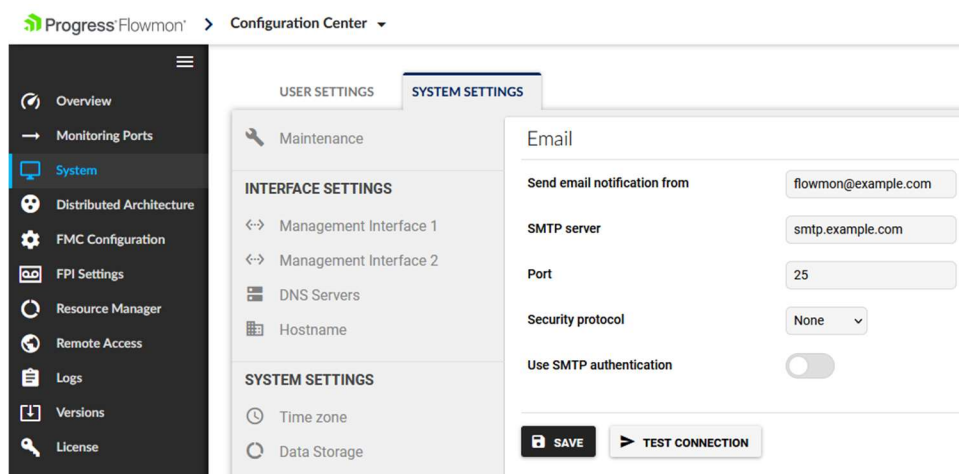 Progress® Flowmon® > Configuration Center
Overview
Monitoring Ports
System
Distributed Architecture
FMC Configuration
FPI Settings
Resource Manager
Remote Access
Logs
Versions
License
USER SETTINGS
SYSTEM SETTINGS
Maintenance
INTERFACE SETTINGS
Management Interface 1
Management Interface 2
DNS Servers
Hostname
SYSTEM SETTINGS
Time zone
Data Storage
Email
Send email notification from flowmon@example.com
SMTP server smtp.example.com
Port 25
Security protocol None
Use SMTP authentication
SAVE
TEST CONNECTION